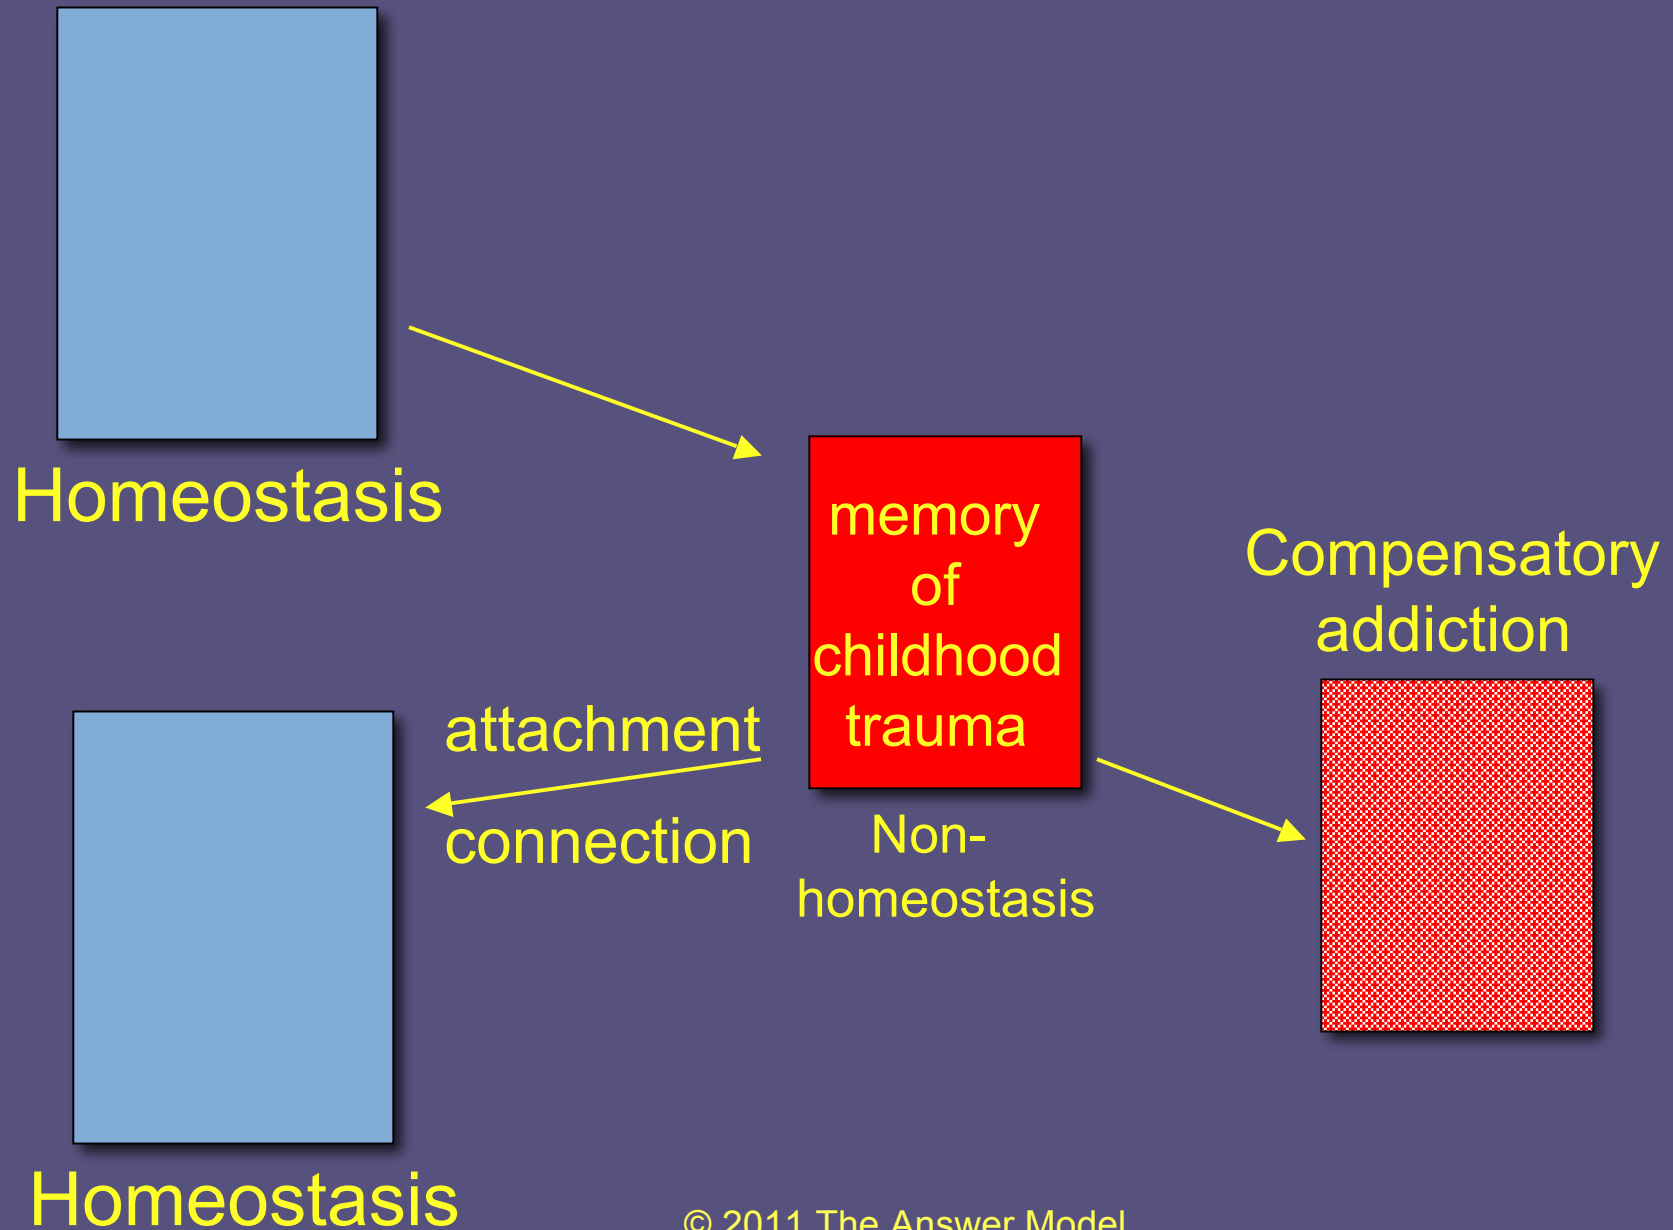 Homeostasis
memory
of
childhood
trauma
Non-
homeostasis
Compensatory
addiction
attachment
connection
Homeostasis
© 2011 The Answer Model